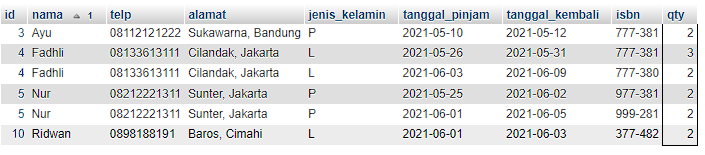 id nama 1 telp alamat jenis_kelamin tanggal_pinjam tanggal_kembali isbn qty
3 Ayu 08112121222 Sukawarna, Bandung P 2021-05-10 2021-05-12 777-381 2
4 Fadhli 08133613111 Cilandak, Jakarta L 2021-05-26 2021-05-31 777-381 3
4 Fadhli 08133613111 Cilandak, Jakarta L 2021-06-03 2021-06-09 777-380 2
5 Nur 08212221311 Sunter, Jakarta P 2021-05-25 2021-06-02 977-381 2
5 Nur 08212221311 Sunter, Jakarta P 2021-06-01 2021-06-05 999-281 2
10 Ridwan 0898188191 Baros, Cimahi L 2021-06-01 2021-06-03 377-482 2